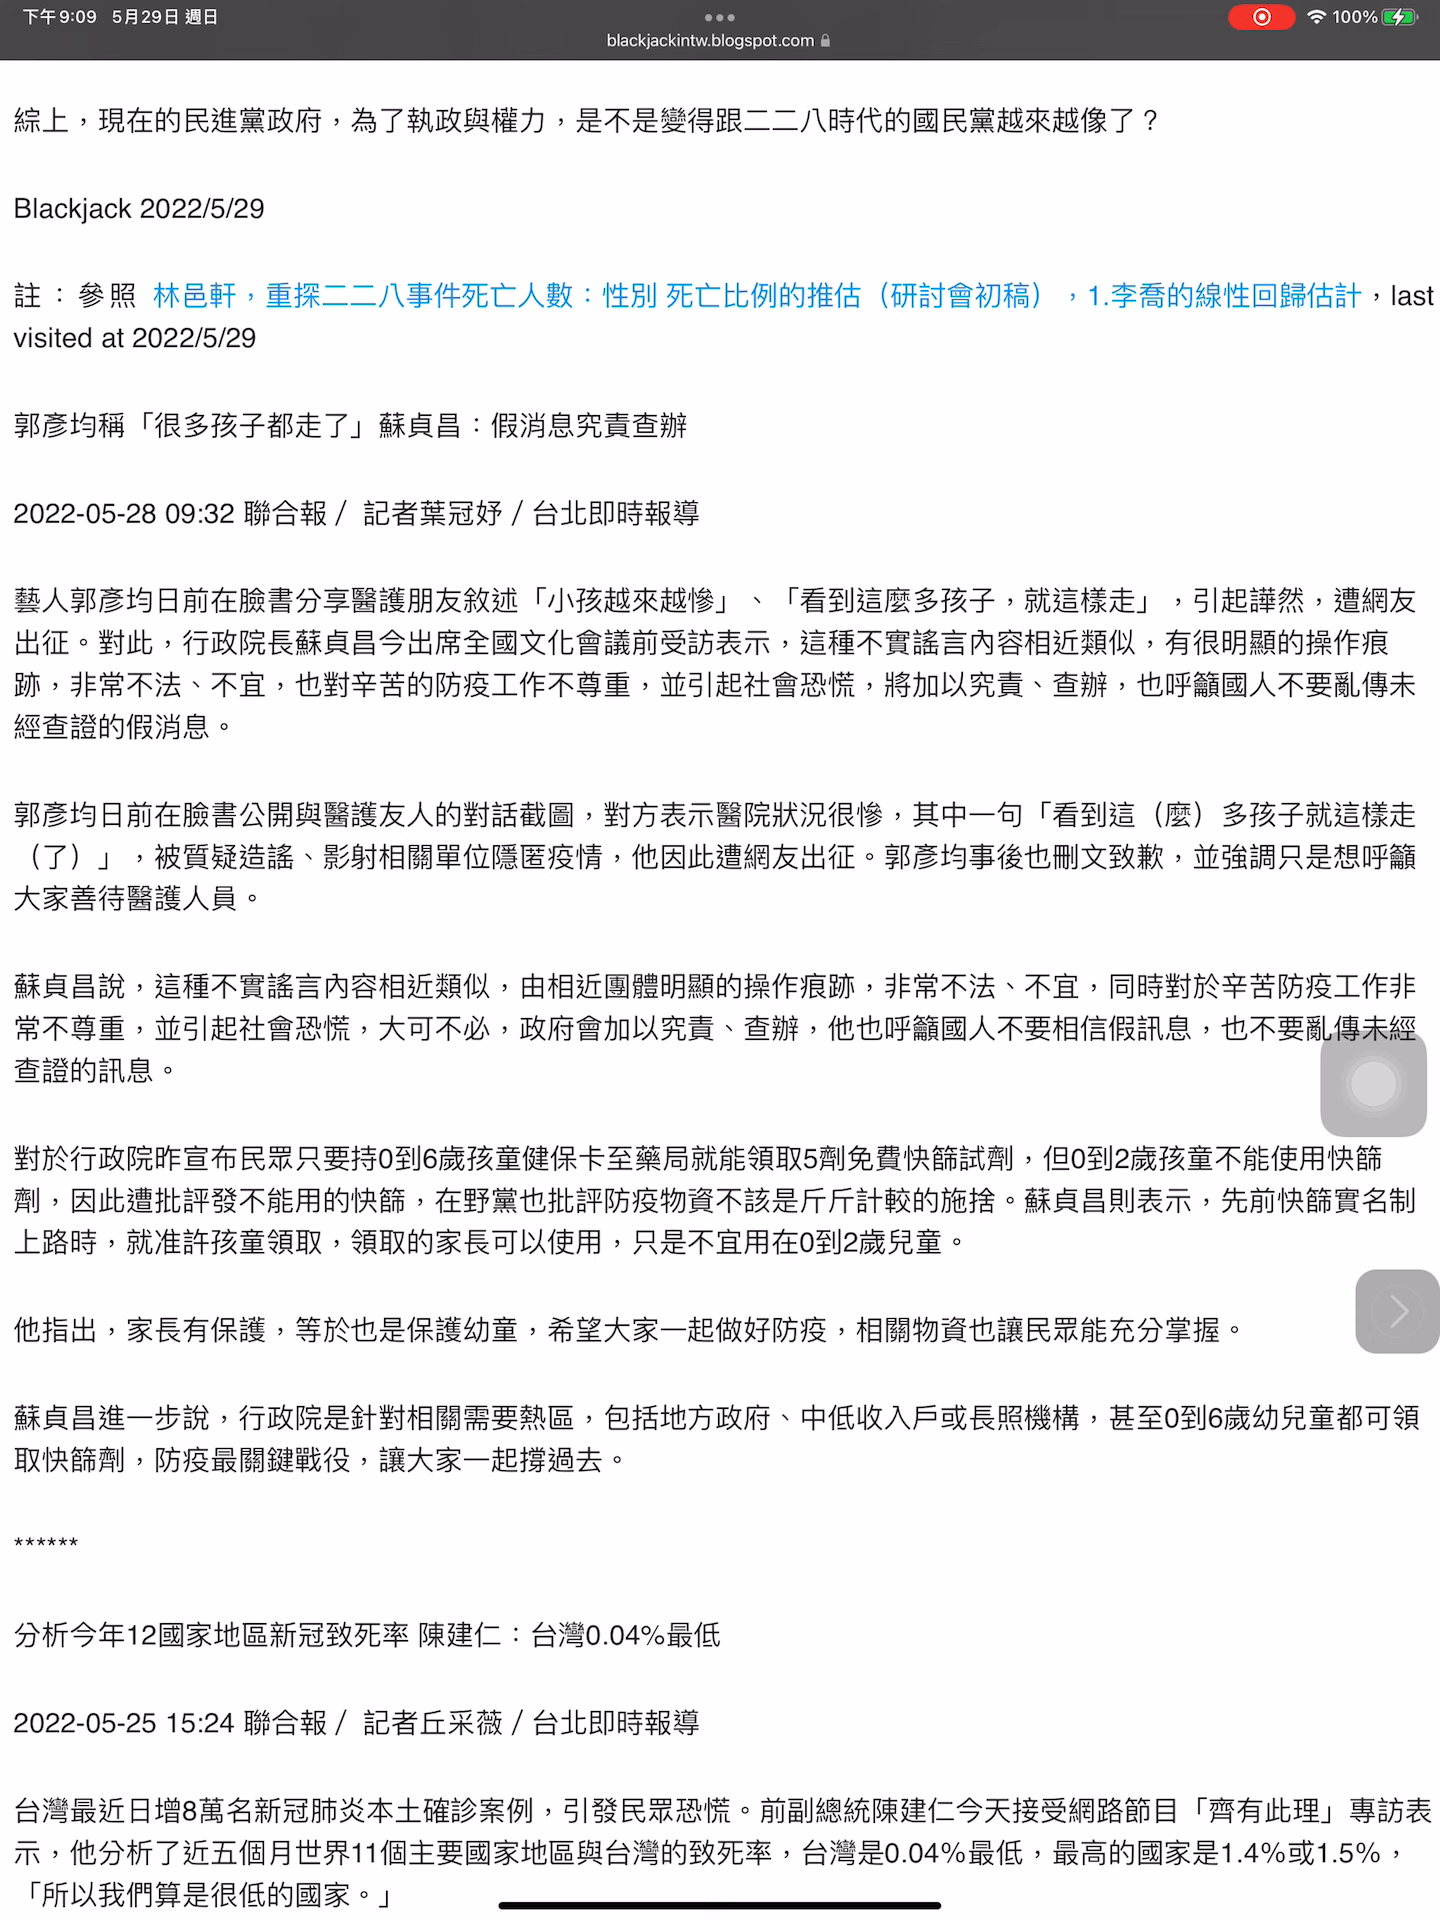 下午9:09 5月29日 週日
100%
blackjackintw.blogspot.com
綜上，現在的民進黨政府，為了執政與權力，是不是變得跟二二八時代的國民黨越來越像了？
Blackjack 2022/5/29
註：參照 林邑軒，重探二二八事件死亡人數：性別 死亡比例的推估（研討會初稿），1.李喬的線性回歸估計，last
visited at 2022/5/29
郭彥均稱「很多孩子都走了」蘇貞昌：假消息究責查辦
2022-05-28 09:32 聯合報 / 記者葉冠妤 / 台北即時報導
藝人郭彥均日前在臉書分享醫護朋友敘述「小孩越來越慘」、「看到這麼多孩子，就這樣走」，引起譁然，遭網友
出征。對此，行政院長蘇貞昌今出席全國文化會議前受訪表示，這種不實謠言內容相近類似，有很明顯的操作痕
跡，非常不法、不宜，也對辛苦的防疫工作不尊重，並引起社會恐慌，將加以究責、查辦，也呼籲國人不要亂傳未
經查證的假消息。
郭彥均日前在臉書公開與醫護友人的對話截圖，對方表示醫院狀況很慘，其中一句「看到這（麼）多孩子就這樣走
（了）」，被質疑造謠、影射相關單位隱匿疫情，他因此遭網友出征。郭彥均事後也刪文致歉，並強調只是想呼籲
大家善待醫護人員。
蘇貞昌說，這種不實謠言內容相近類似，由相近團體明顯的操作痕跡，非常不法、不宜，同時對於辛苦防疫工作非
常不尊重，並引起社會恐慌，大可不必，政府會加以究責、查辦，他也呼籲國人不要相信假訊息，也不要亂傳未經
查證的訊息。
對於行政院昨宣布民眾只要持0到6歲孩童健保卡至藥局就能領取5劑免費快篩試劑，但0到2歲孩童不能使用快篩
劑，因此遭批評發不能用的快篩，在野黨也批評防疫物資不該是斤斤計較的施捨。蘇貞昌則表示，先前快篩實名制
上路時，就准許孩童領取，領取的家長可以使用，只是不宜用在0到2歲兒童。
他指出，家長有保護，等於也是保護幼童，希望大家一起做好防疫，相關物資也讓民眾能充分掌握。
蘇貞昌進一步說，行政院是針對相關需要熱區，包括地方政府、中低收入戶或長照機構，甚至0到6歲幼兒童都可領
取快篩劑，防疫最關鍵戰役，讓大家一起撐過去。
******
分析今年12國家地區新冠致死率 陳建仁：台灣0.04%最低
2022-05-25 15:24 聯合報 / 記者丘采薇 / 台北即時報導
台灣最近日增8萬名新冠肺炎本土確診案例，引發民眾恐慌。前副總統陳建仁今天接受網路節目「齊有此理」專訪表
示，他分析了近五個月世界11個主要國家地區與台灣的致死率，台灣是0.04%最低，最高的國家是1.4%或1.5%，
「所以我們算是很低的國家。」